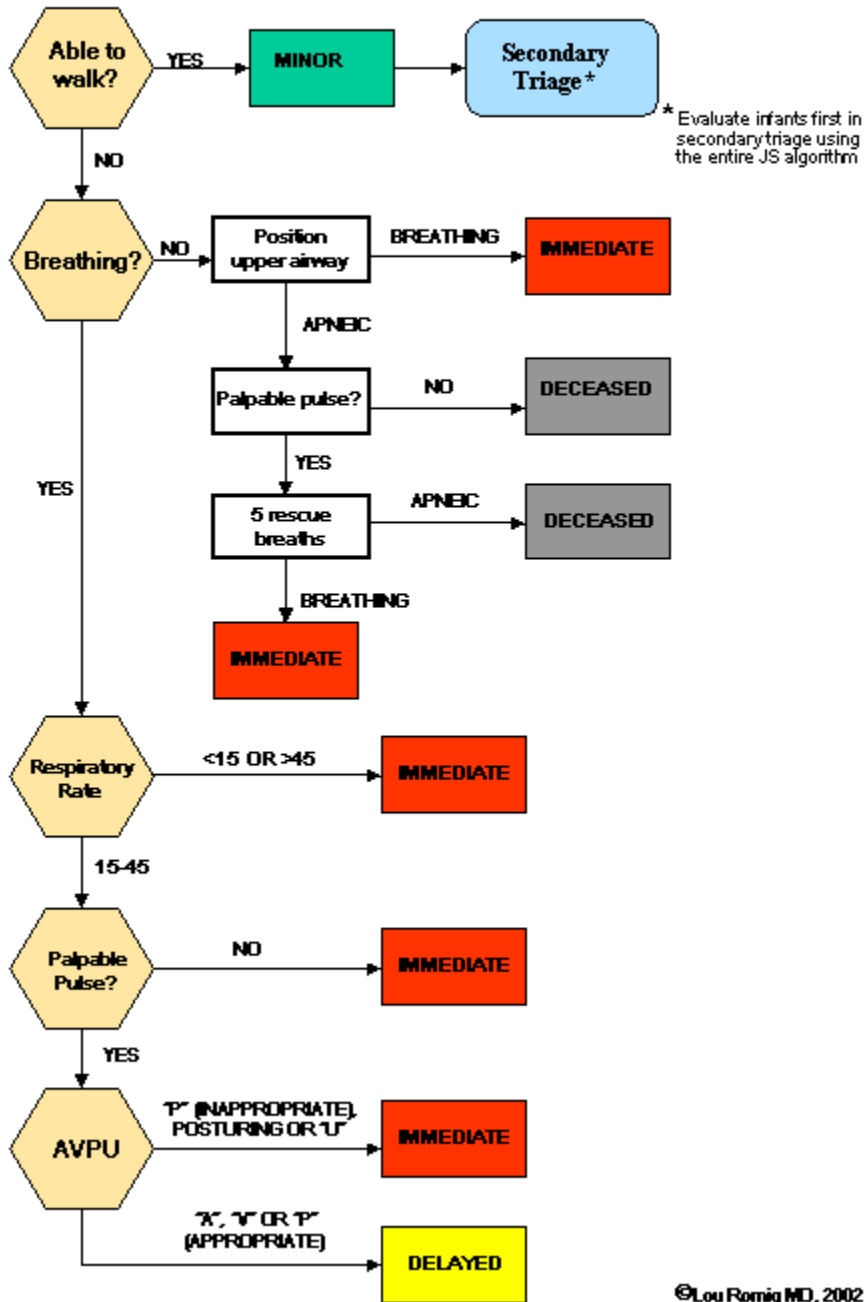 Able to
walk?
YES
MINOR
Secondary
Triage*
* Evaluate infants first in
secondary triage using
the entire JS algorithm
NO
Breathing?
NO
Position
upper airway
BREATHING
IMMEDIATE
APNEIC
Palpable pulse?
NO
DECEASED
YES
YES
5 rescue
breaths
APNEIC
DECEASED
BREATHING
IMMEDIATE
Respiratory
Rate
<15 OR >45
IMMEDIATE
15-45
Palpable
Pulse?
NO
IMMEDIATE
YES
AVPU
"P" (INAPPROPRIATE),
POSTURING OR "U"
IMMEDIATE
"A", "V" OR "P"
(APPROPRIATE)
DELAYED
©Lou Romig MD, 2002